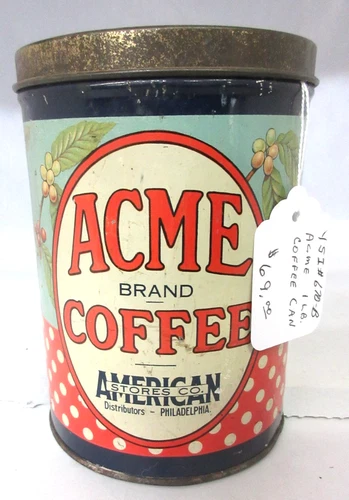 ACME
BRAND
COFFEE
AMERICAN
STORES CO.
Distributors - PHILADELPHIA.
ACME 1 LB.
COFFEE CAN
$69.00